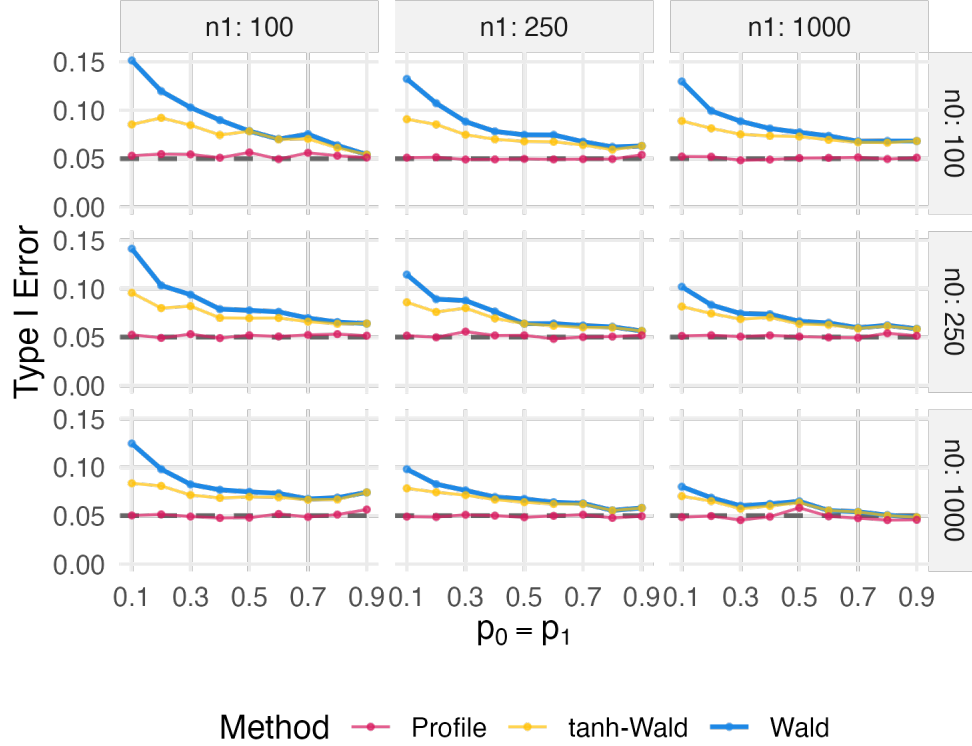 n1: 100 n1: 250 n1: 1000
0.15
0.10
0.05
0.00
n0: 100
0.15
0.10
0.05
0.00
n0: 250
0.15
0.10
0.05
0.00
n0: 1000
Type I Error
0.1 0.3 0.5 0.7 0.9 0.1 0.3 0.5 0.7 0.9 0.1 0.3 0.5 0.7 0.9
p₀ = p₁
Method Profile tanh-Wald Wald